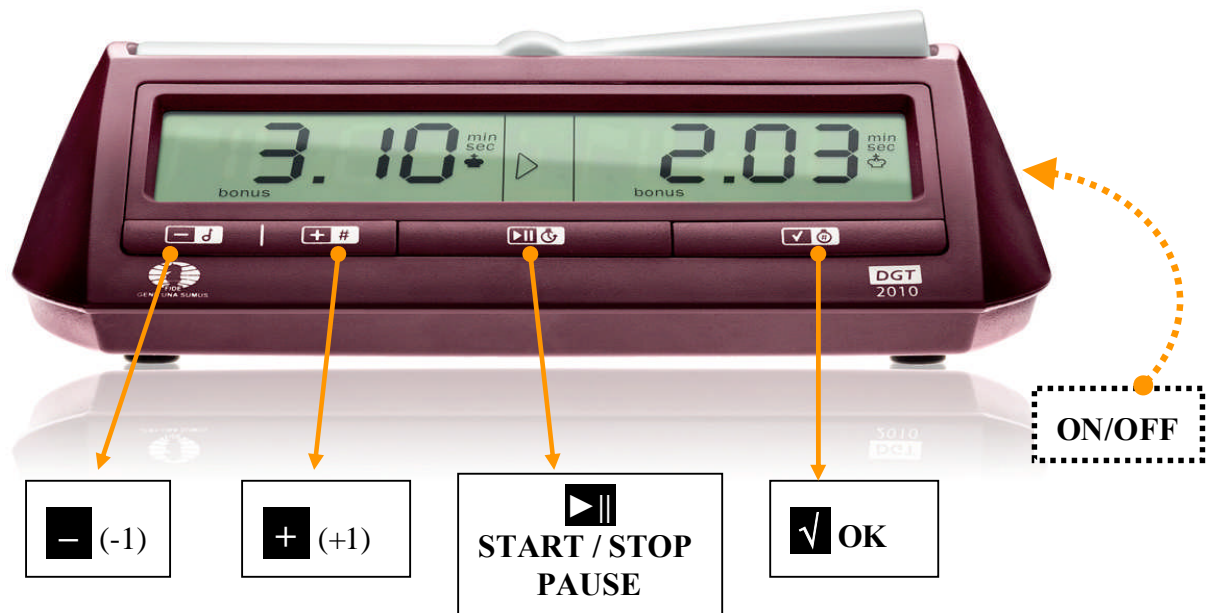 3.10 min
sec
bonus
2.03 min
sec
bonus
- +# ▶||
✓
FIDE
GENS UNA SUMUS
DGT
2010
ON/OFF
– (-1)
+ (+1)
▶||
START / STOP
PAUSE
√ OK